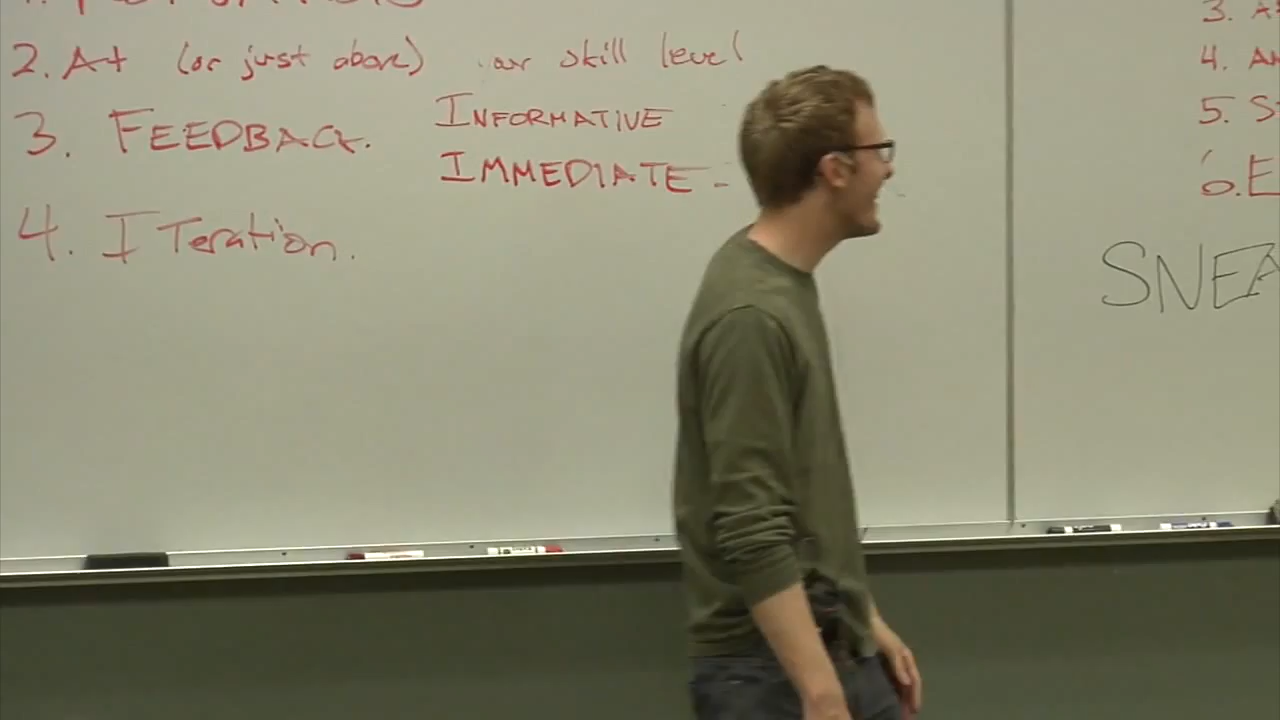 2. At (or just above) our skill level
3. FEEDBACK. INFORMATIVE
IMMEDIATE -
4. ITeration.
3. A
4. A
5. S
6. E
SNEA